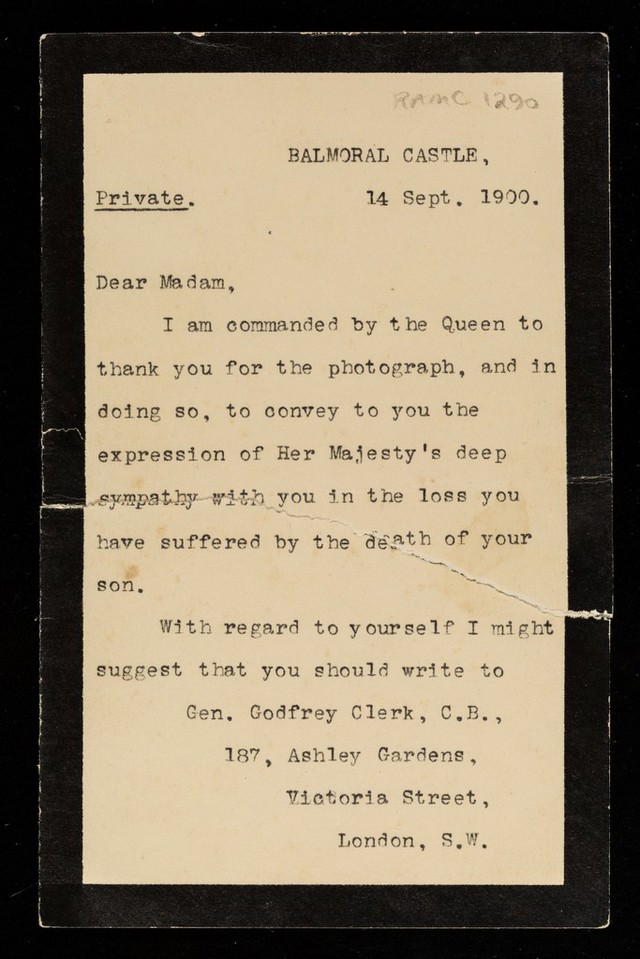 RAMC 1290
BALMORAL CASTLE,
Private. 14 Sept. 1900.
Dear Madam,
I am commanded by the Queen to
thank you for the photograph, and in
doing so, to convey to you the
expression of Her Majesty's deep
sympathy with you in the loss you
have suffered by the death of your
son.
With regard to yourself I might
suggest that you should write to
Gen. Godfrey Clerk, C.B.,
187, Ashley Gardens,
Victoria Street,
London, S.W.